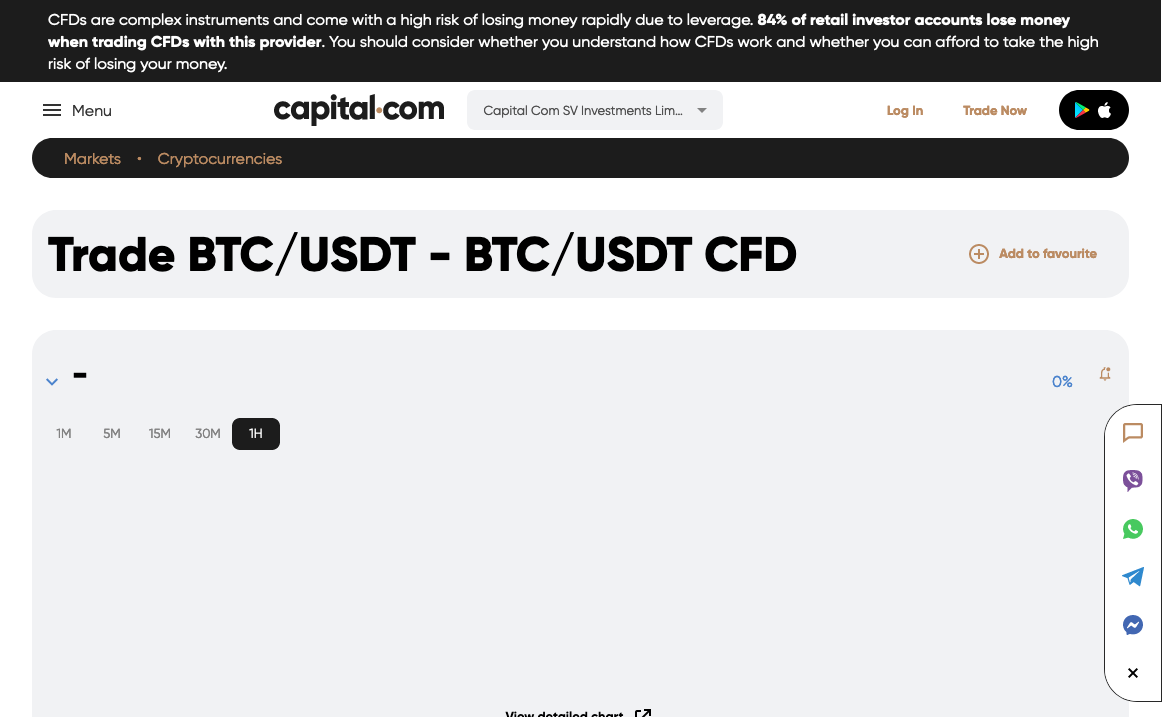 CFDs are complex instruments and come with a high risk of losing money rapidly due to leverage. 84% of retail investor accounts lose money
when trading CFDs with this provider. You should consider whether you understand how CFDs work and whether you can afford to take the high
risk of losing your money.
Menu
capital.com
Capital Com SV Investments Lim...
Log In
Trade Now
Markets · Cryptocurrencies
Trade BTC/USDT - BTC/USDT CFD
Add to favourite
-
0%
1M 5M 15M 30M 1H
View detailed chart